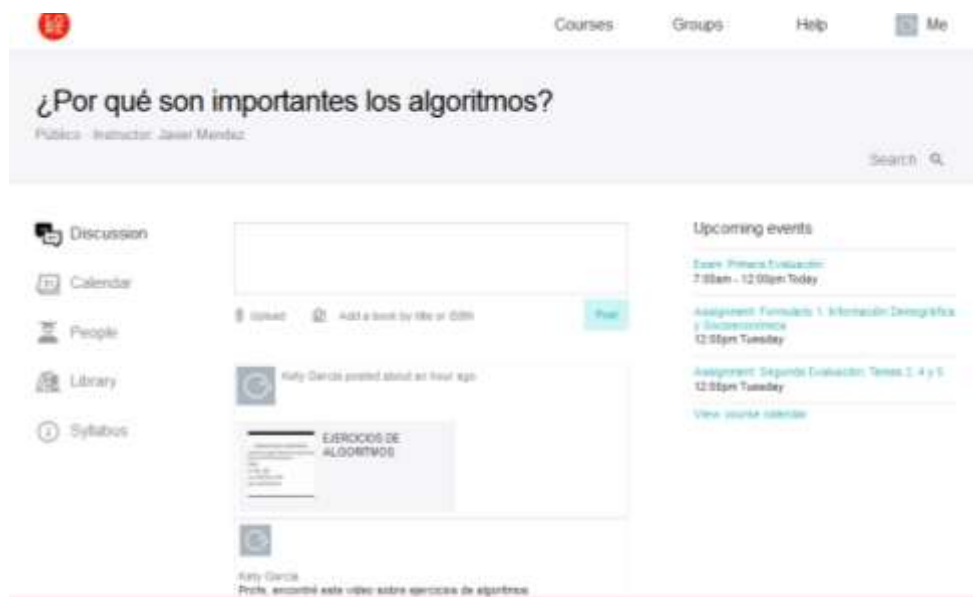 LO
RE
Courses
Groups
Help
Me
¿Por qué son importantes los algoritmos?
Público · Instructor: Javier Mendez
Search
Discussion
Calendar
People
Library
Syllabus
Upload
Add a book by title or ISBN
Post
Kety Garcia posted about an hour ago
EJERCICIOS DE
ALGORITMOS
Kety Garcia
Profe, encontré este video sobre ejercicios de algoritmos
Upcoming events
Exam: Primera Evaluación
7:00am - 12:00pm Today
Assignment: Formulario 1. Información Demográfica
y Socioeconómica
12:00pm Tuesday
Assignment: Segunda Evaluación: Temas 2, 4 y 5
12:00pm Tuesday
View course calendar